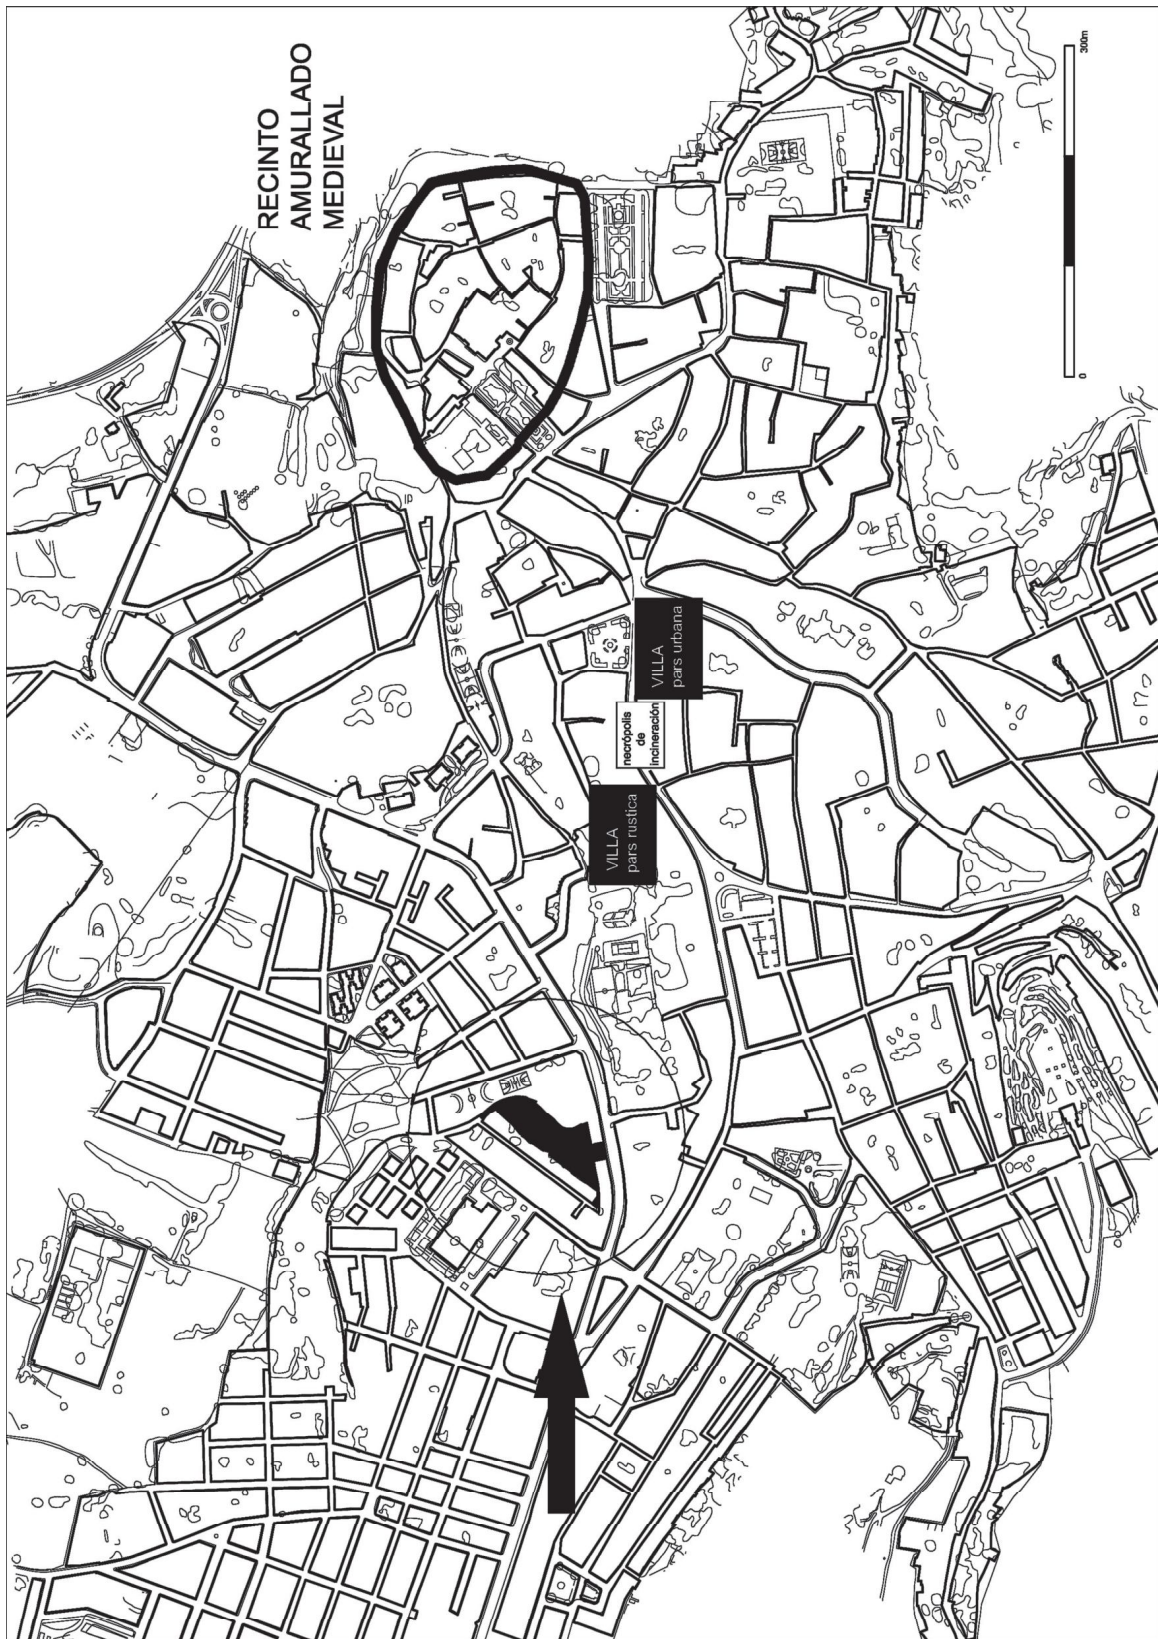 RECINTO
AMURALLADO
MEDIEVAL
300m
0
VILLA
pars urbana
necrópolis
de
incineración
VILLA
pars rustica